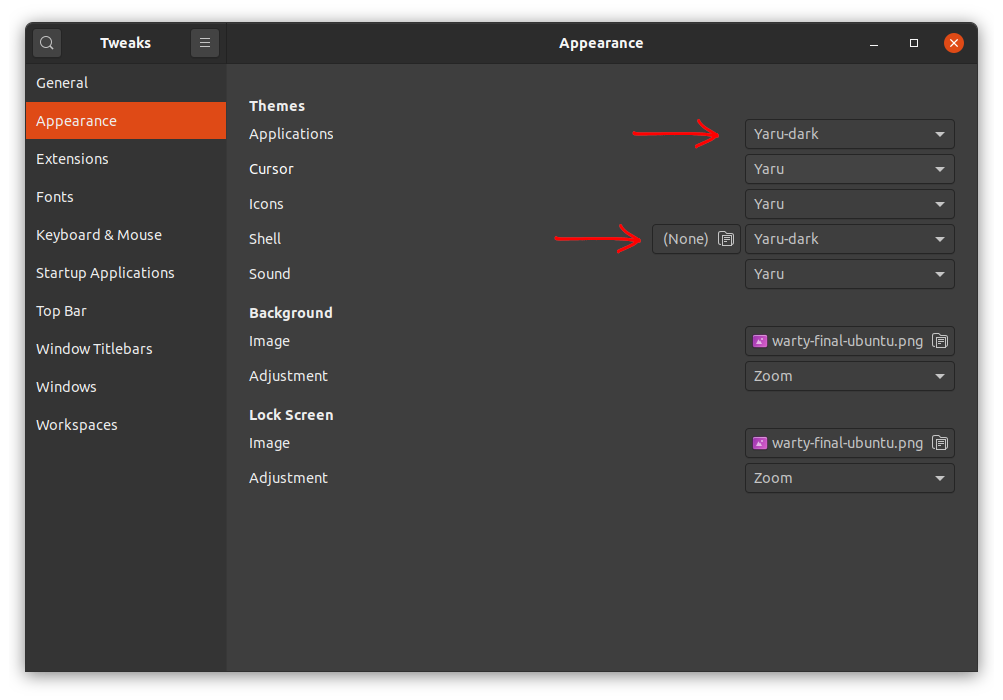 Tweaks
Appearance
General
Appearance
Extensions
Fonts
Keyboard & Mouse
Startup Applications
Top Bar
Window Titlebars
Windows
Workspaces
Themes
Applications Yaru-dark
Cursor Yaru
Icons Yaru
Shell (None) Yaru-dark
Sound Yaru
Background
Image warty-final-ubuntu.png
Adjustment Zoom
Lock Screen
Image warty-final-ubuntu.png
Adjustment Zoom